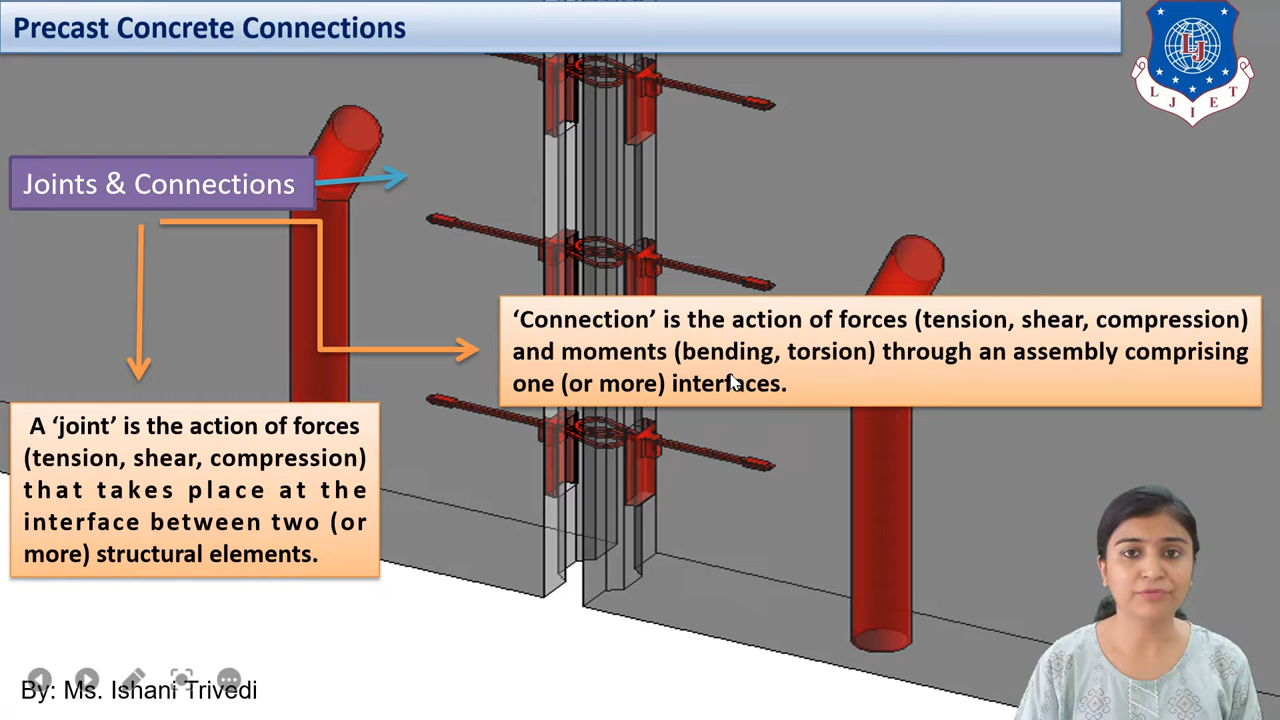 Precast Concrete Connections
LJ
L J I E T
Joints & Connections
‘Connection’ is the action of forces (tension, shear, compression)
and moments (bending, torsion) through an assembly comprising
one (or more) interfaces.
A ‘joint’ is the action of forces
(tension, shear, compression)
that takes place at the
interface between two (or
more) structural elements.
By: Ms. Ishani Trivedi